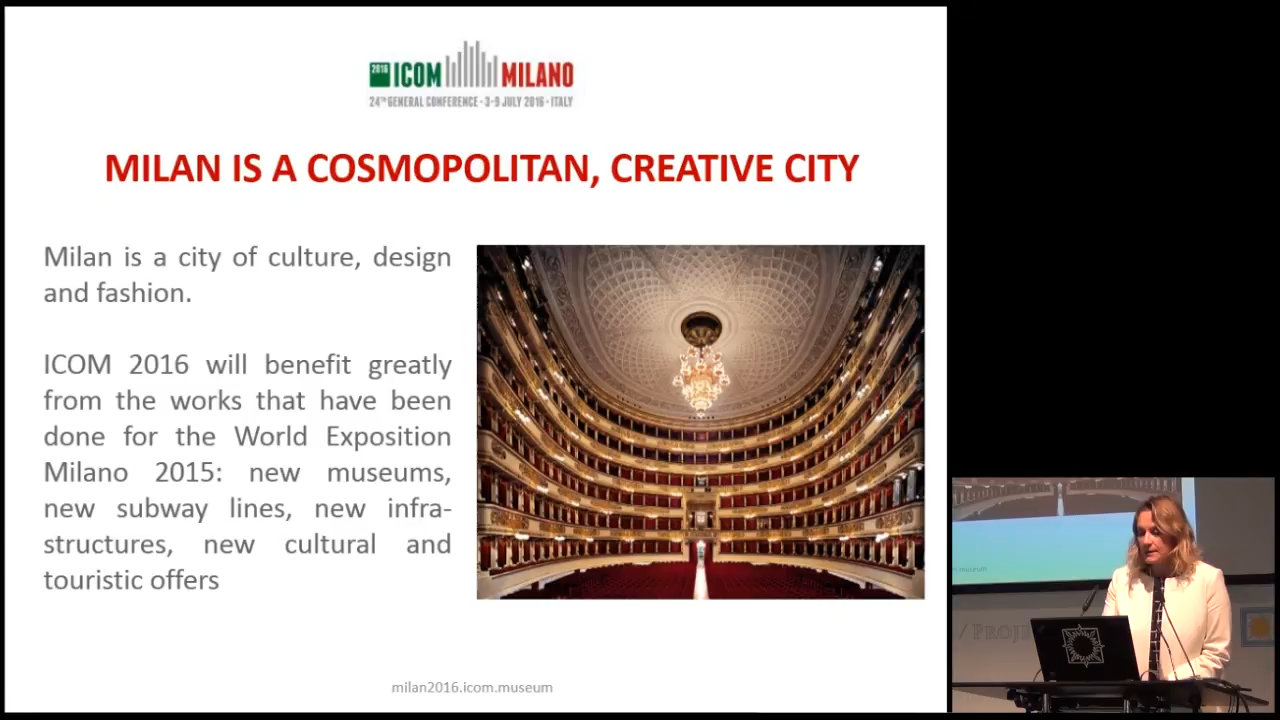 2016 ICOM MILANO
24TH GENERAL CONFERENCE - 3-9 JULY 2016 - ITALY
MILAN IS A COSMOPOLITAN, CREATIVE CITY
Milan is a city of culture, design
and fashion.
ICOM 2016 will benefit greatly
from the works that have been
done for the World Exposition
Milano 2015: new museums,
new subway lines, new infra-
structures, new cultural and
touristic offers
milan2016.icom.museum